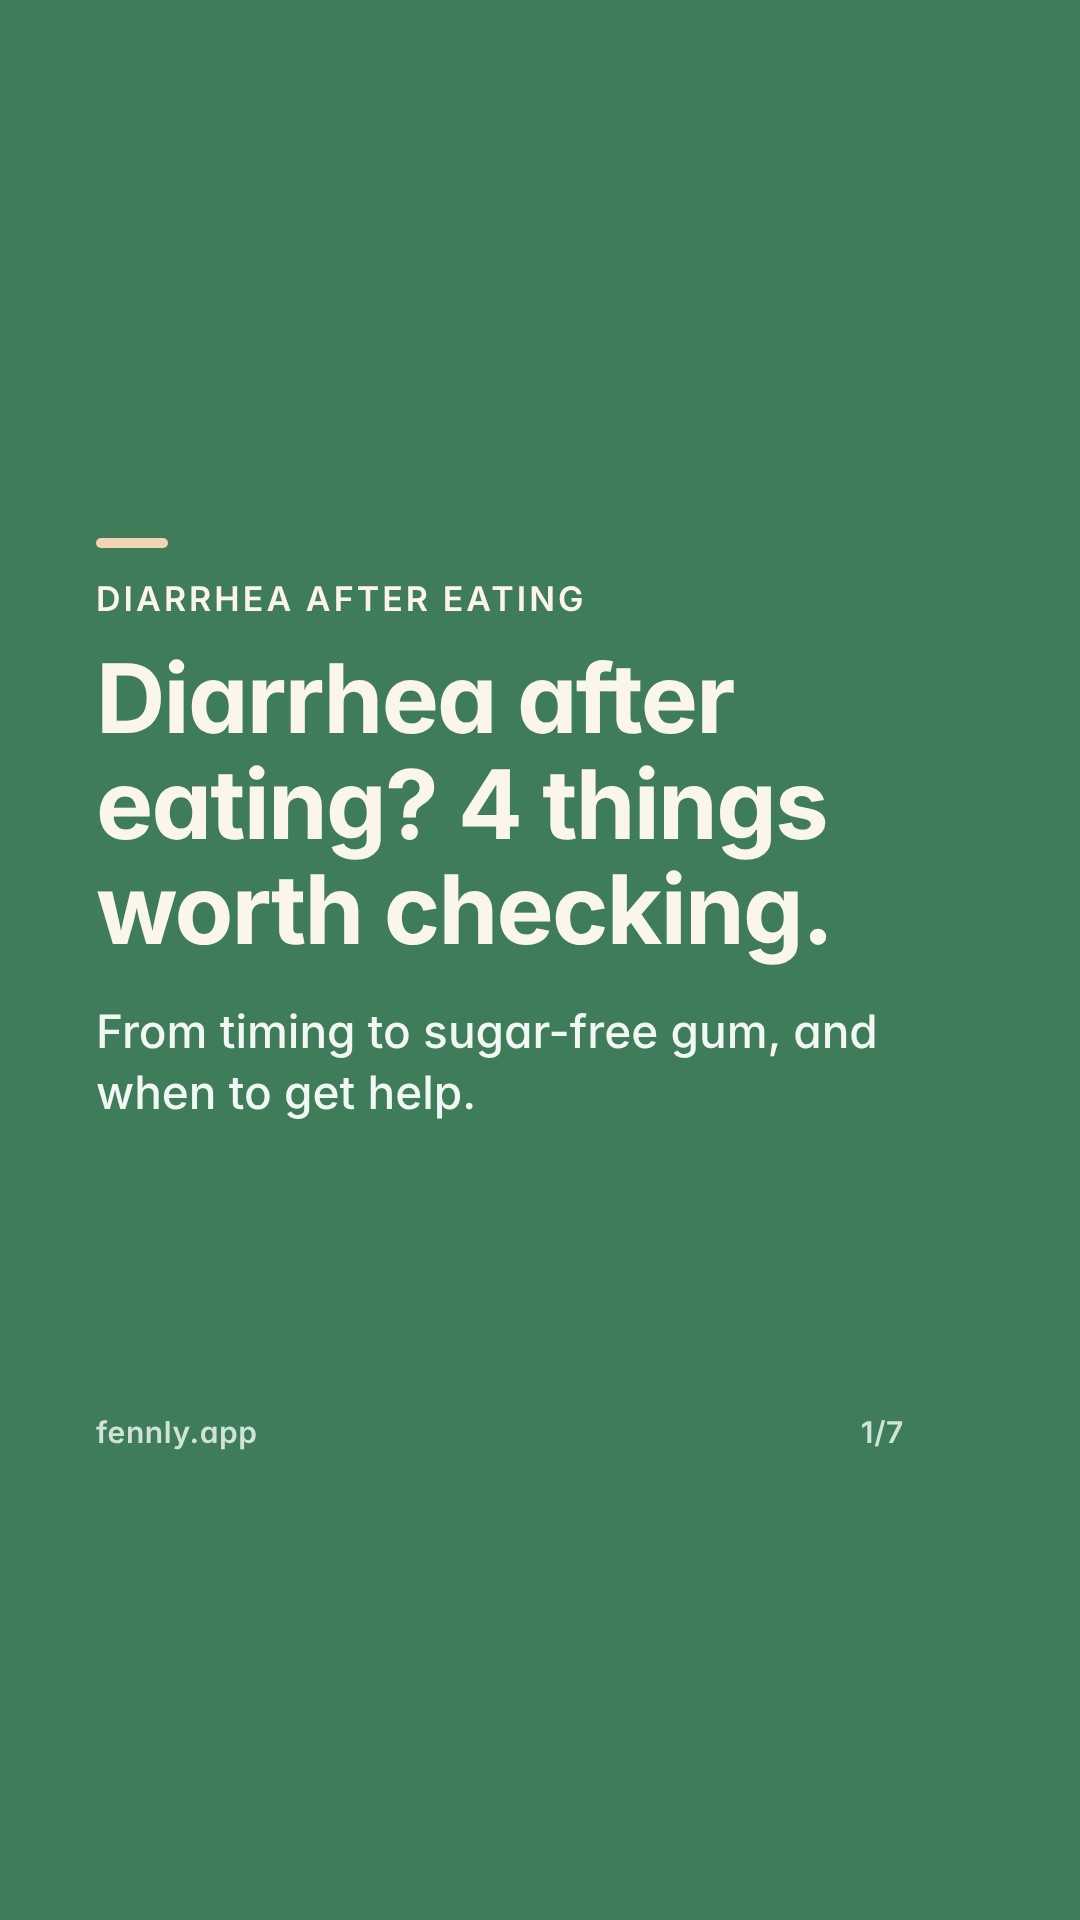 DIARRHEA AFTER EATING
Diarrhea after
eating? 4 things
worth checking.
From timing to sugar-free gum, and
when to get help.
fennly.app
1/7